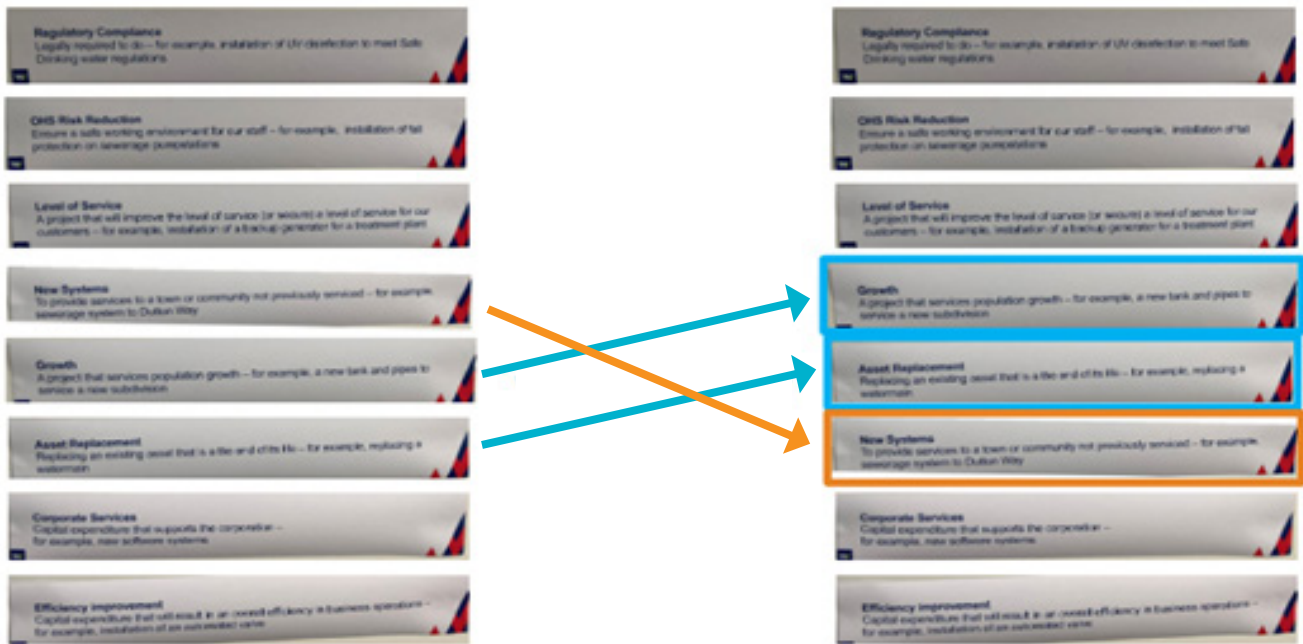 Regulatory Compliance
Legally required to do – for example, installation of UV disinfection to meet Safe
Drinking water regulations
OHS Risk Reduction
Ensure a safe working environment for our staff – for example, installation of fall
protection on sewerage pumpstations
Level of Service
A project that will improve the level of service (or secure) a level of service for our
customers – for example, installation of a backup generator for a treatment plant
New Systems
To provide services to a town or community not previously serviced – for example,
sewerage system to Dutton Way
Growth
A project that services population growth – for example, a new tank and pipes to
service a new subdivision
Asset Replacement
Replacing an existing asset that is a the end of its life – for example, replacing a
watermain
Corporate Services
Capital expenditure that supports the corporation –
for example, new software systems.
Efficiency improvement
Capital expenditure that will result in an overall efficiency in business operations –
for example, installation of an automated valve
Regulatory Compliance
Legally required to do – for example, installation of UV disinfection to meet Safe
Drinking water regulations
OHS Risk Reduction
Ensure a safe working environment for our staff – for example, installation of fall
protection on sewerage pumpstations
Level of Service
A project that will improve the level of service (or secure) a level of service for our
customers – for example, installation of a backup generator for a treatment plant
Growth
A project that services population growth – for example, a new tank and pipes to
service a new subdivision
Asset Replacement
Replacing an existing asset that is a the end of its life – for example, replacing a
watermain
New Systems
To provide services to a town or community not previously serviced – for example,
sewerage system to Dutton Way
Corporate Services
Capital expenditure that supports the corporation –
for example, new software systems.
Efficiency improvement
Capital expenditure that will result in an overall efficiency in business operations –
for example, installation of an automated valve